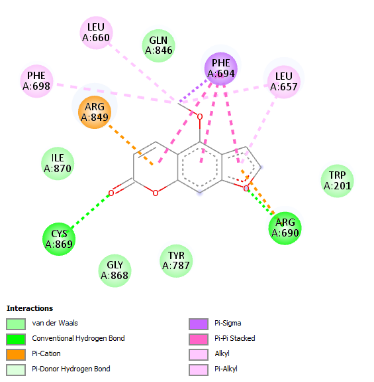 LEU
A:660
GLN
A:846
PHE
A:694
LEU
A:657
PHE
A:698
ARG
A:849
ILE
A:870
TRP
A:201
CYS
A:869
ARG
A:690
TYR
A:787
GLY
A:868
O
O
O
O
Interactions
van der Waals
Conventional Hydrogen Bond
Pi-Cation
Pi-Donor Hydrogen Bond
Pi-Sigma
Pi-Pi Stacked
Alkyl
Pi-Alkyl